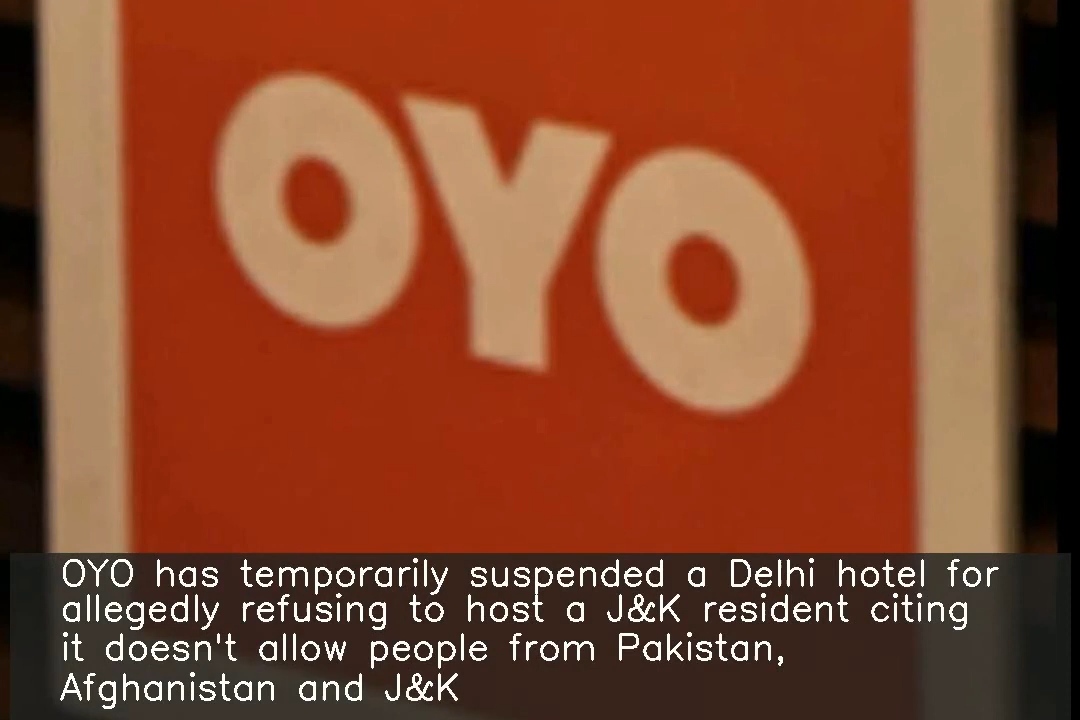 OYO
OYO has temporarily suspended a Delhi hotel for
allegedly refusing to host a J&K resident citing
it doesn't allow people from Pakistan,
Afghanistan and J&K